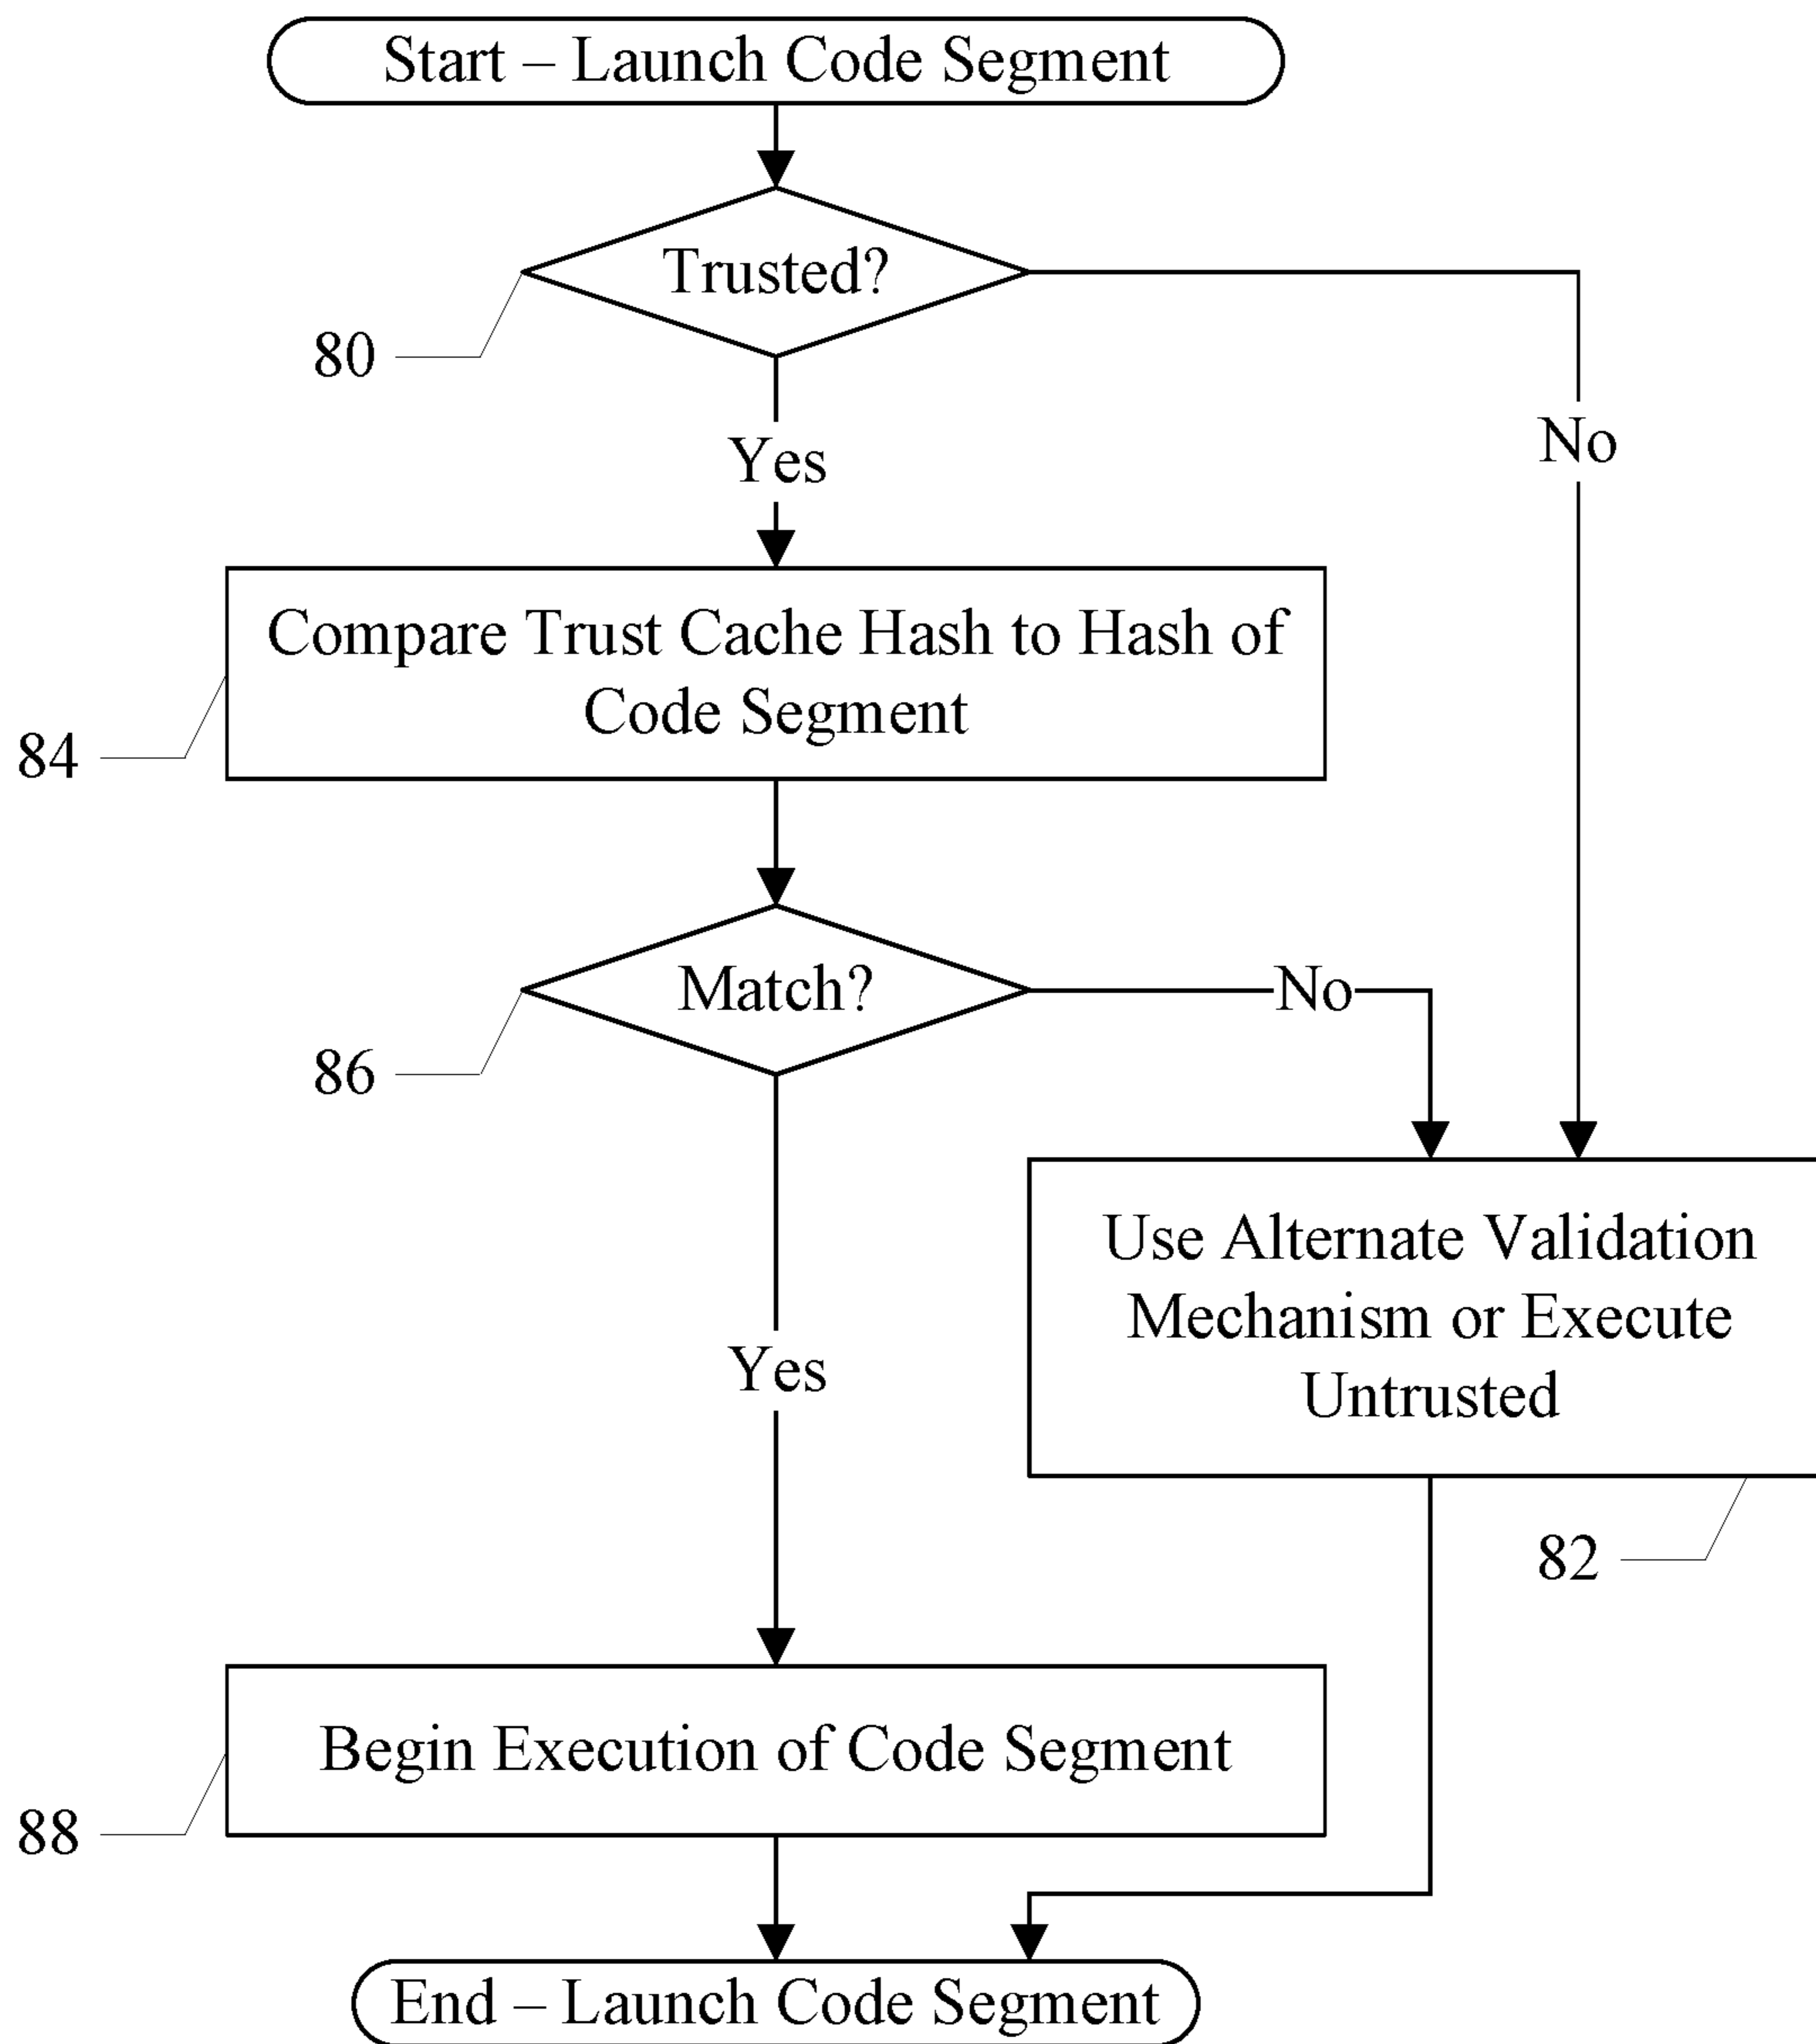 Start – Launch Code Segment
Trusted?
80
No
Yes
Compare Trust Cache Hash to Hash of
Code Segment
84
Match?
No
86
Use Alternate Validation
Mechanism or Execute
Untrusted
Yes
82
Begin Execution of Code Segment
88
End – Launch Code Segment